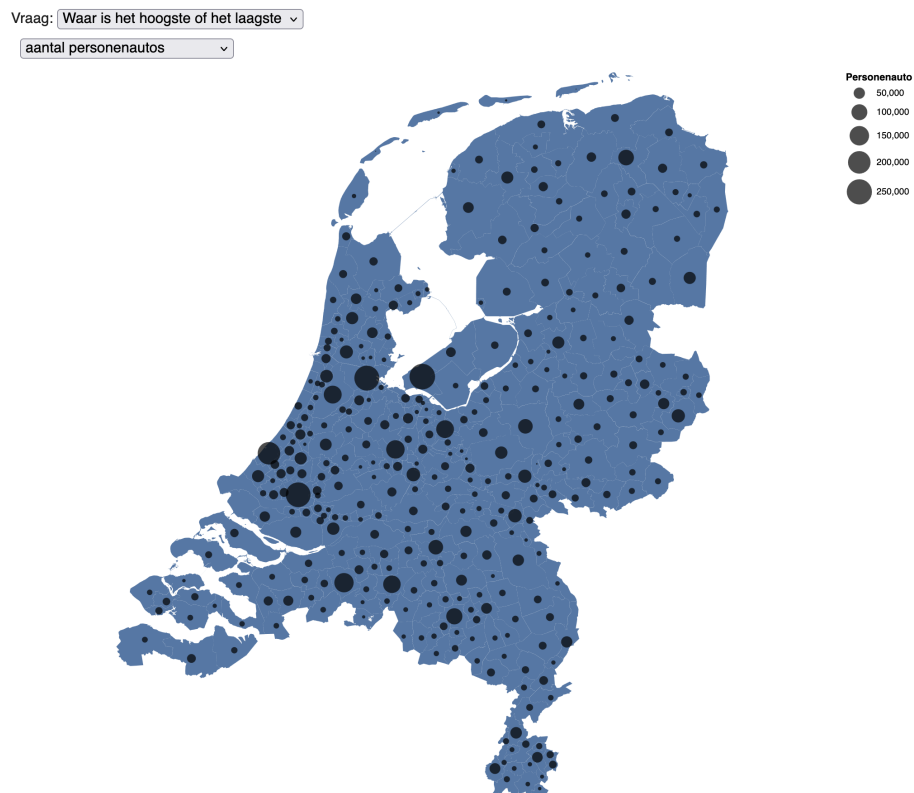 Vraag: Waar is het hoogste of het laagste
aantal personenautos
Personenauto
50,000
100,000
150,000
200,000
250,000